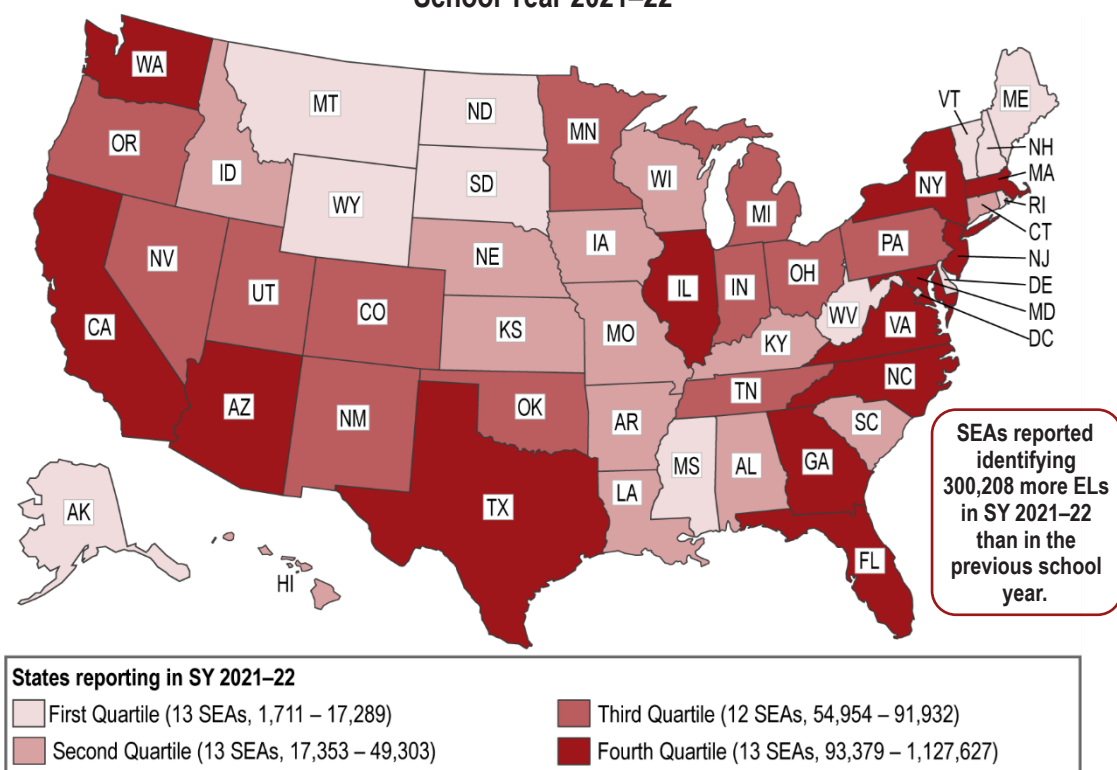 School Year 2021–22
WA
MT
ND
MN
VT
ME
OR
ID
SD
WI
NH
MA
NY
WY
MI
RI
CT
IA
PA
NE
NJ
NV
OH
UT
IL
IN
DE
CO
MD
WV
CA
KS
MO
VA
KY
DC
NC
TN
AZ
OK
NM
AR
SC
MS
AL
GA
LA
TX
AK
FL
HI
SEAs reported
identifying
300,208 more ELs
in SY 2021–22
than in the
previous school
year.
States reporting in SY 2021–22
First Quartile (13 SEAs, 1,711 – 17,289)
Second Quartile (13 SEAs, 17,353 – 49,303)
Third Quartile (12 SEAs, 54,954 – 91,932)
Fourth Quartile (13 SEAs, 93,379 – 1,127,627)